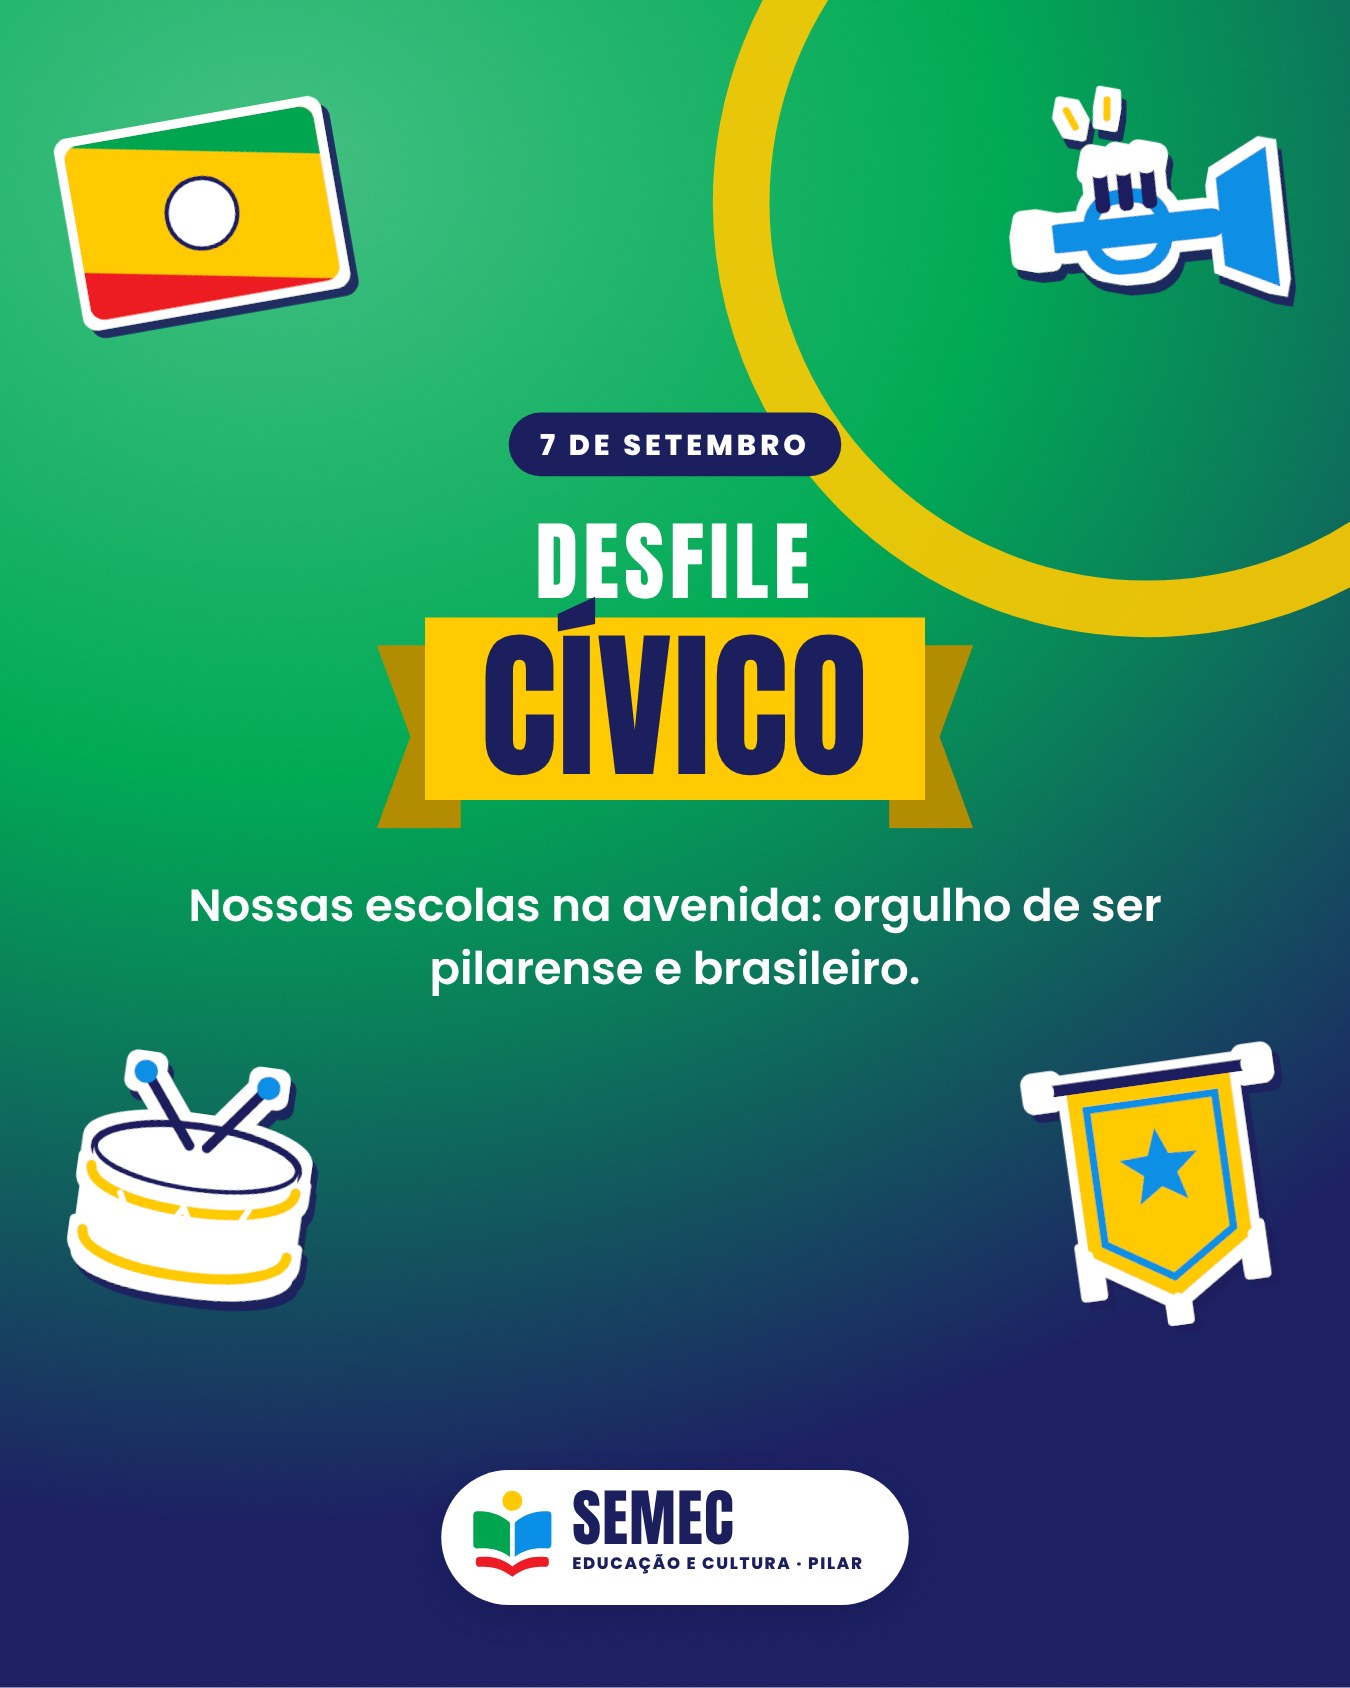 7 DE SETEMBRO
DESFILE
CÍVICO
Nossas escolas na avenida: orgulho de ser
pilarense e brasileiro.
SEMEC
EDUCAÇÃO E CULTURA · PILAR